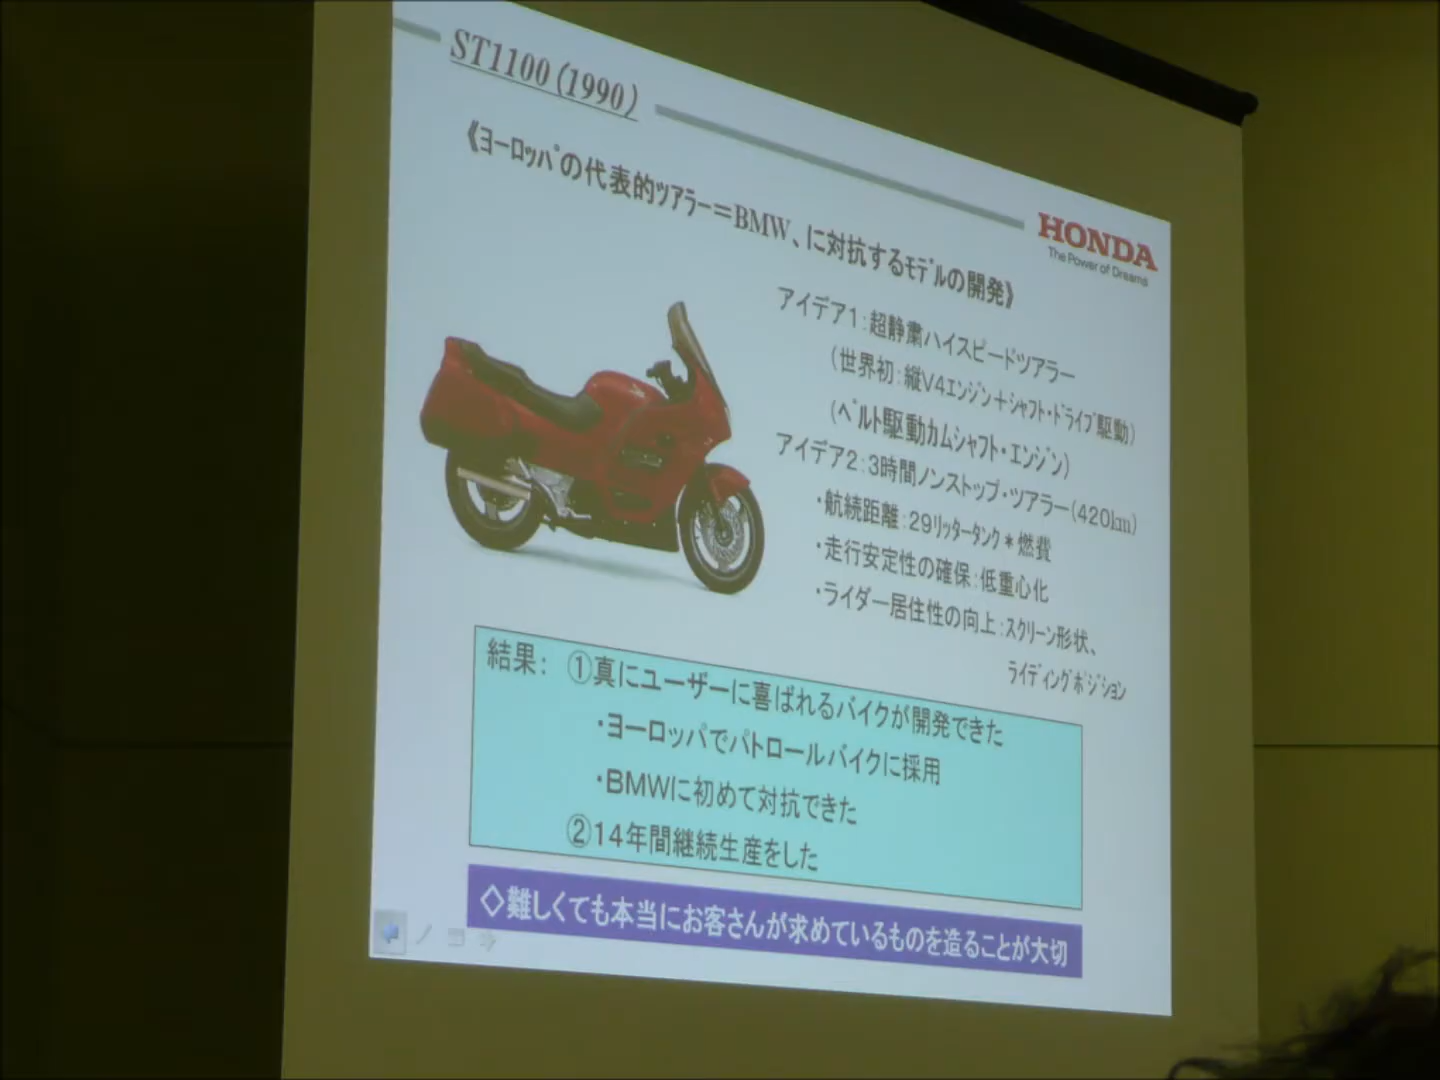 ST1100(1990)
HONDA
The Power of Dreams
《ﾖｰﾛｯﾊﾟの代表的ﾂｱﾗｰ＝BMW、に対抗するﾓﾃﾞﾙの開発》
アイデア1：超静粛ハイスピードツアラー
(世界初：縦V4ｴﾝｼﾞﾝ＋ｼｬﾌﾄ･ﾄﾞﾗｲﾌﾞ駆動)
(ﾍﾞﾙﾄ駆動ｶﾑｼｬﾌﾄ･ｴﾝｼﾞﾝ)
アイデア2：3時間ノンストップ・ツアラー(420km)
・航続距離：29ﾘｯﾀｰﾀﾝｸ＊燃費
・走行安定性の確保：低重心化
・ライダー居住性の向上：ｽｸﾘｰﾝ形状、
ﾗｲﾃﾞｨﾝｸﾞﾎﾟｼﾞｼｮﾝ
結果： ①真にユーザーに喜ばれるバイクが開発できた
・ヨーロッパでパトロールバイクに採用
・BMWに初めて対抗できた
②14年間継続生産をした
◇難しくても本当にお客さんが求めているものを造ることが大切